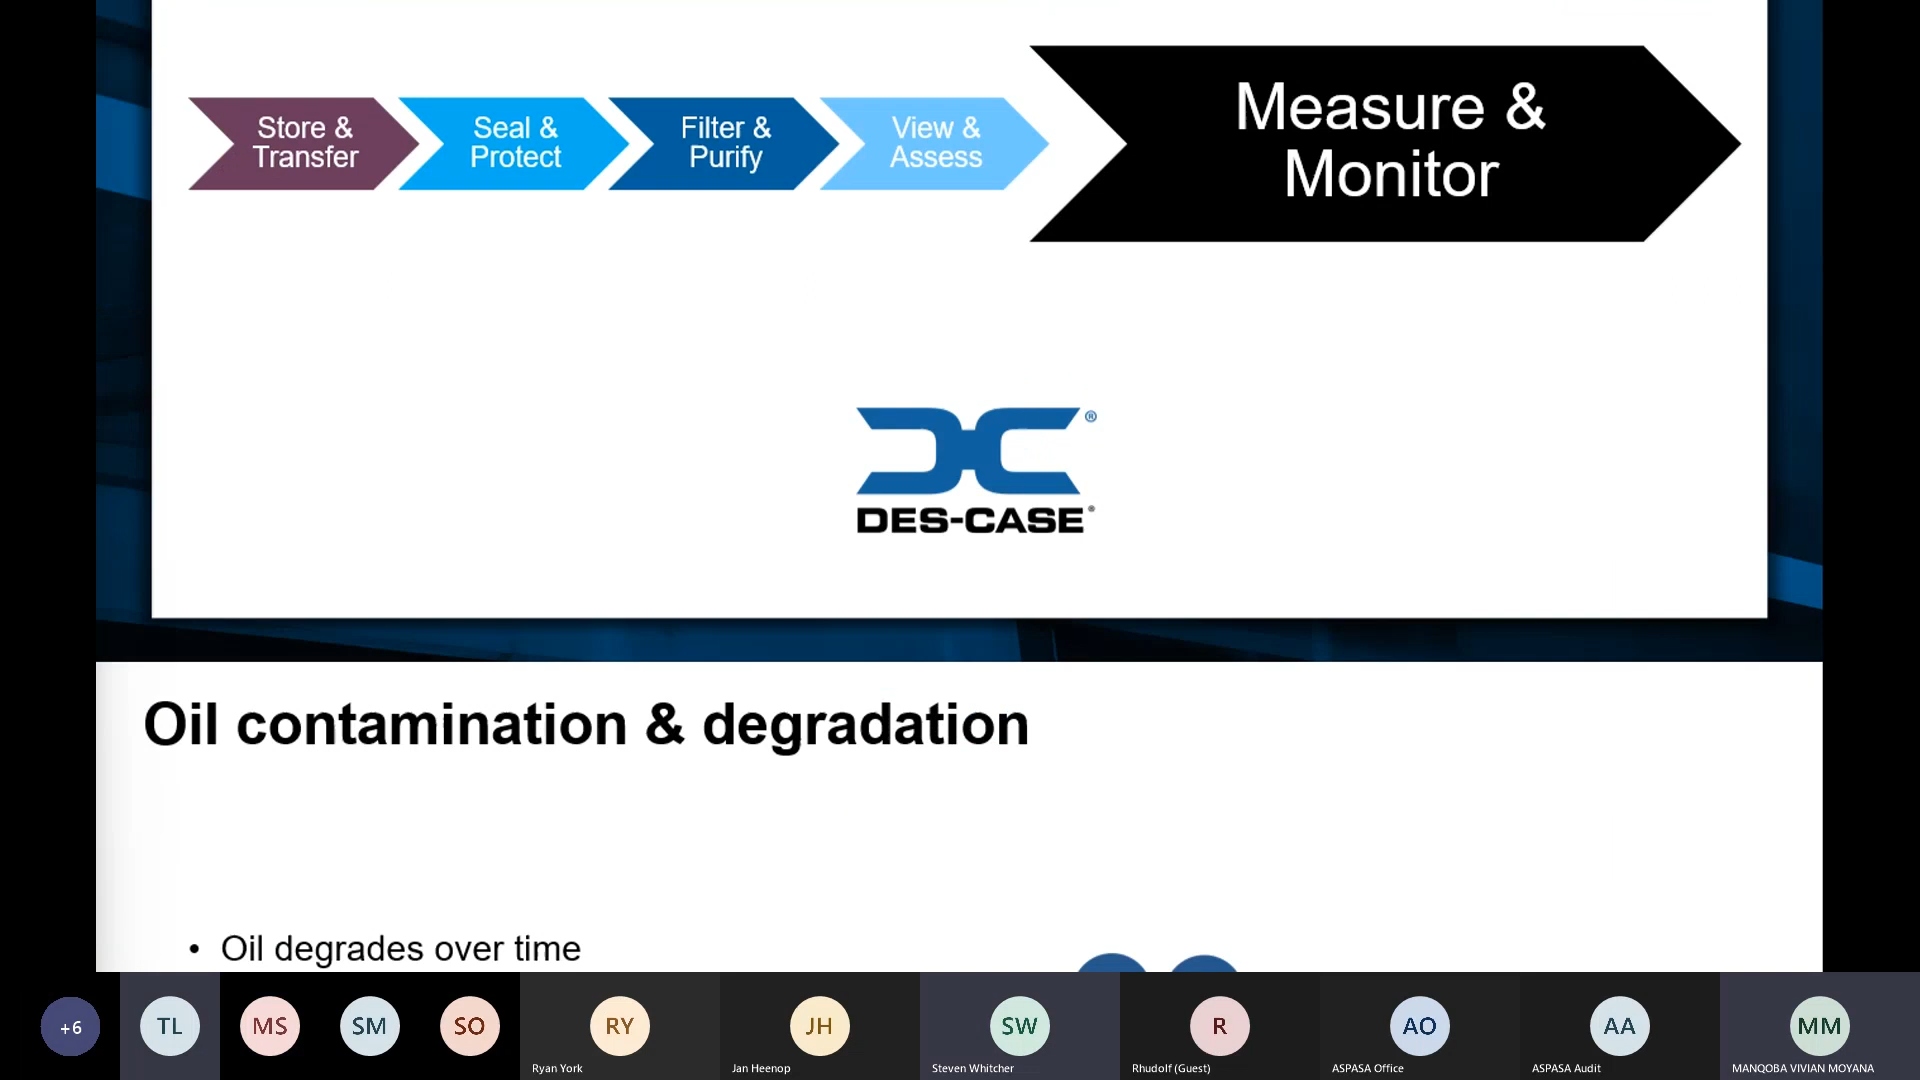 Store &
Transfer
Seal &
Protect
Filter &
Purify
View &
Assess
Measure &
Monitor
®
DES-CASE®
Oil contamination & degradation
• Oil degrades over time
+6
TL
MS
SM
SO
RY
Ryan York
JH
Jan Heenop
SW
Steven Whitcher
R
Rhudolf (Guest)
AO
ASPASA Office
AA
ASPASA Audit
MM
MANQOBA VIVIAN MOYANA